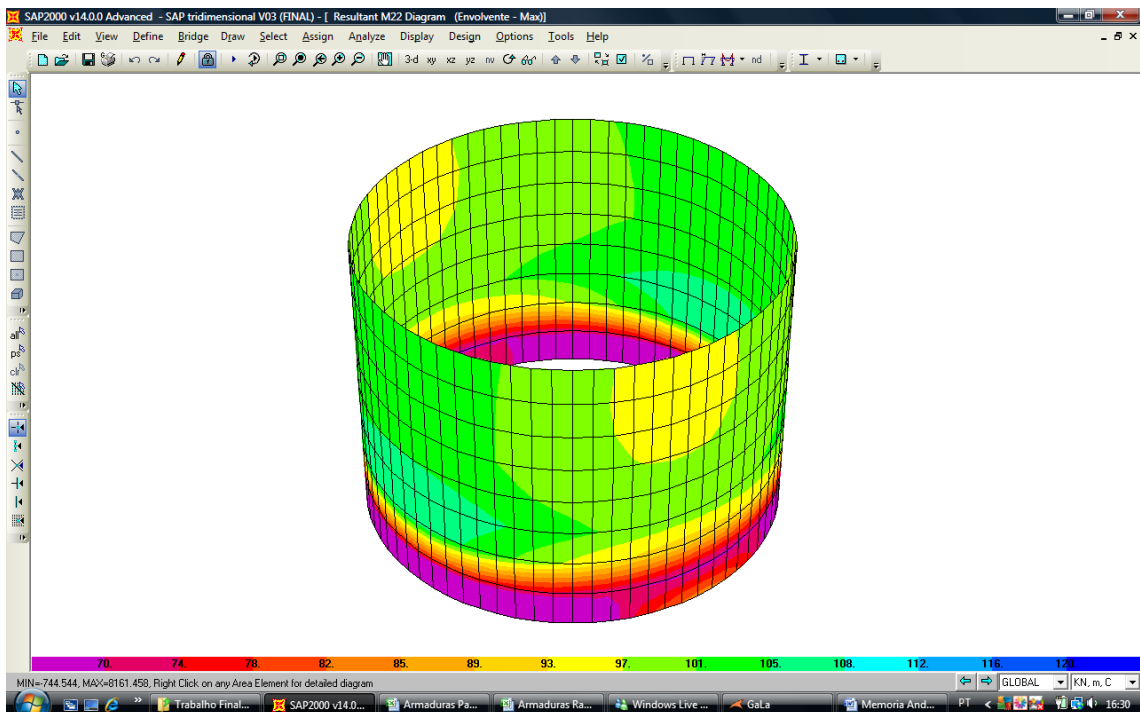 SAP2000 v14.0.0 Advanced - SAP tridimensional V03 (FINAL) - [ Resultant M22 Diagram (Envolvente - Max)]
File Edit View Define Bridge Draw Select Assign Analyze Display Design Options Tools Help
3-d xy xz yz nv nd
all
ps
clr
70. 74. 78. 82. 85. 89. 93. 97. 101. 105. 108. 112. 116. 120.
MIN=-744.544, MAX=8161.458, Right Click on any Area Element for detailed diagram GLOBAL KN, m, C
Trabalho Final... SAP2000 v14.0... Armaduras Pa... Armaduras Ra... Windows Live ... GaLa Memoria And... PT 16:30